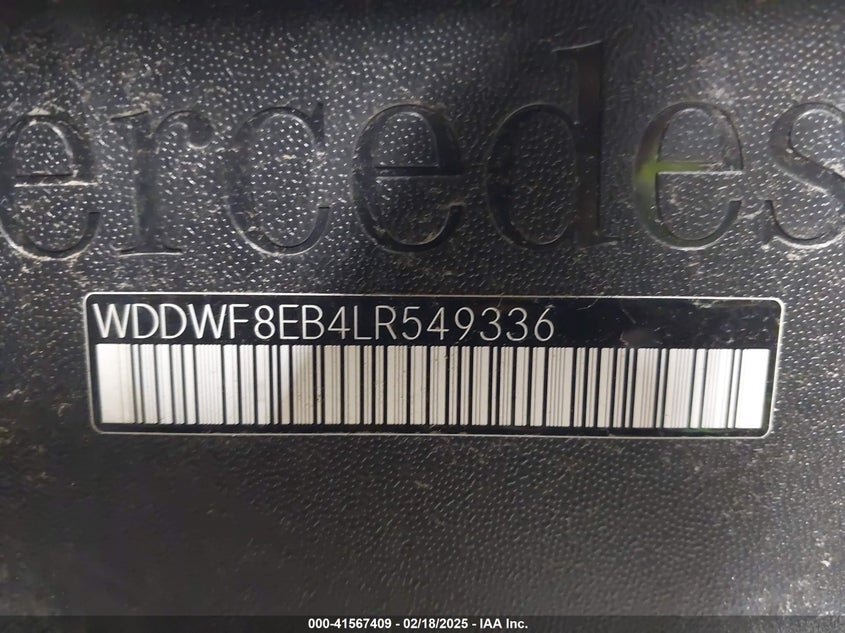 ercedes
WDDWF8EB4LR549336
000-41567409 - 02/18/2025 - IAA Inc.